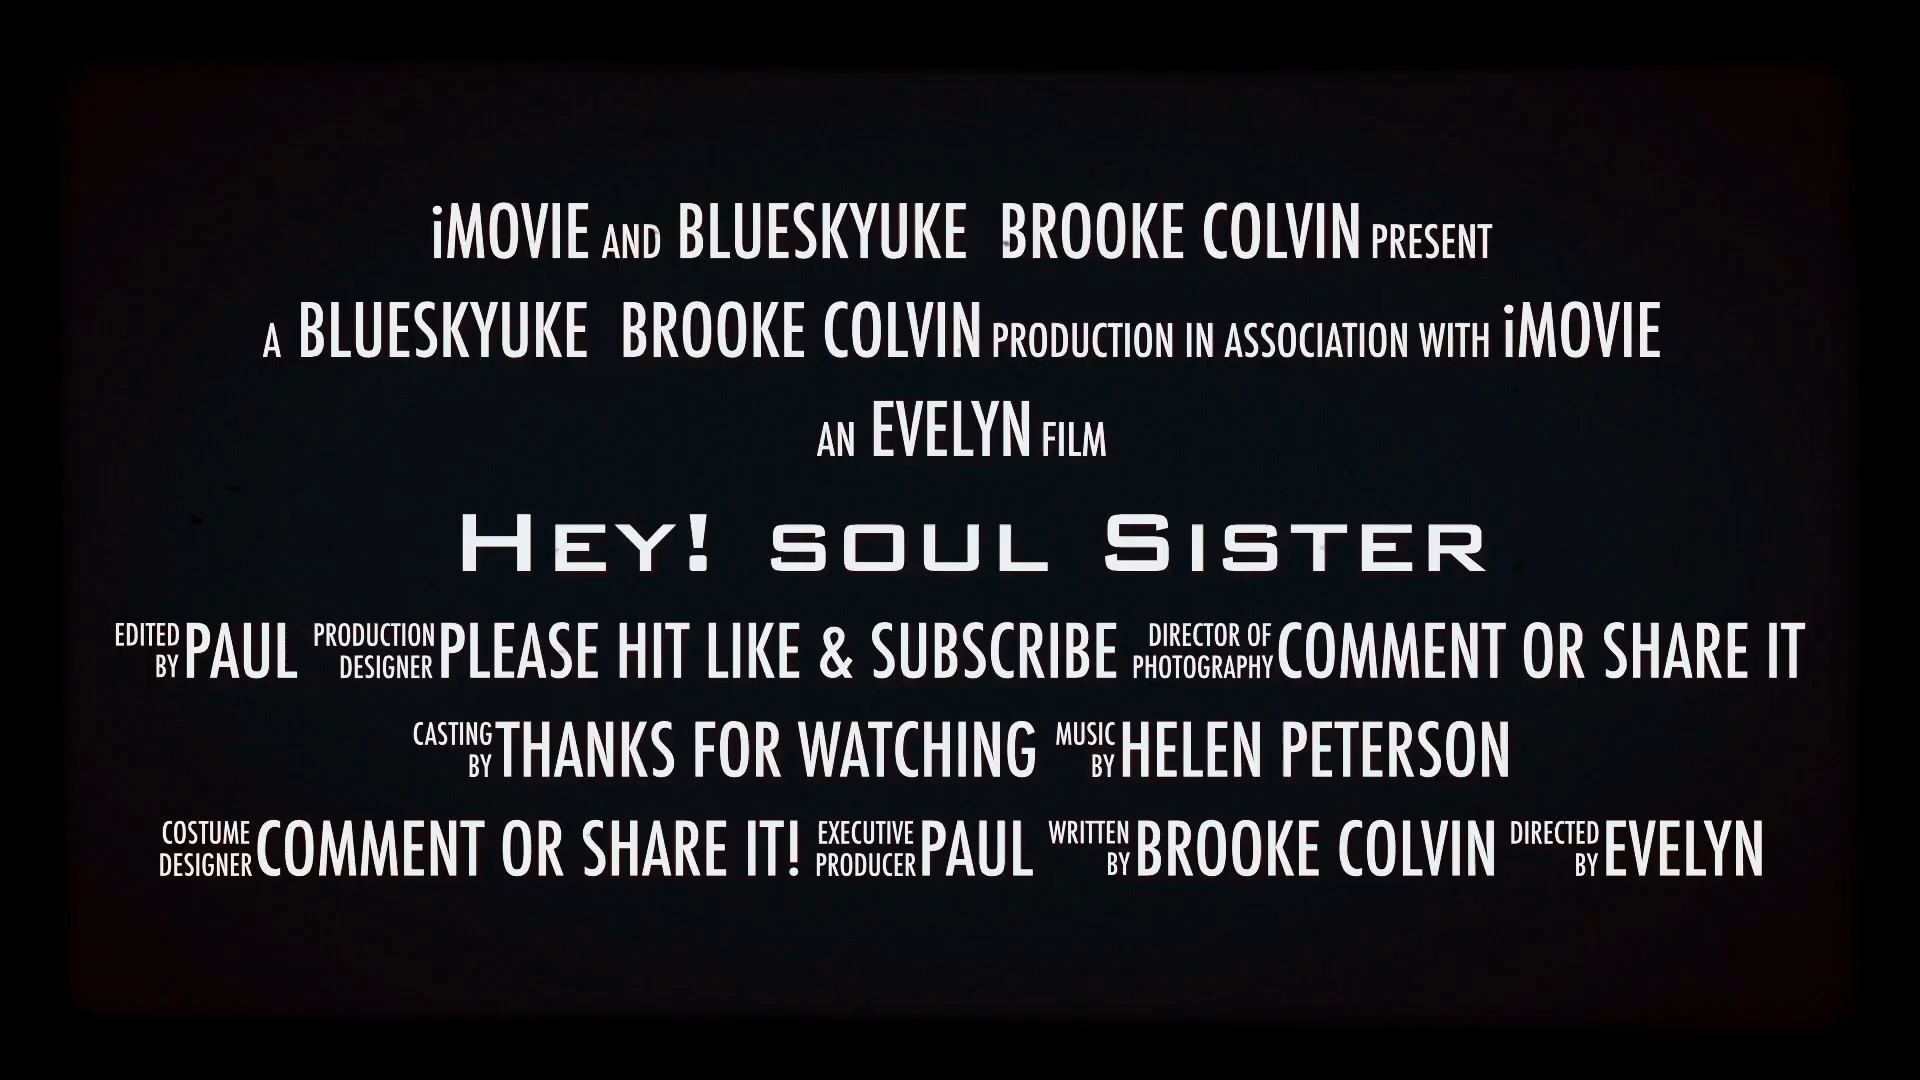 iMOVIE AND BLUESKYUKE BROOKE COLVIN PRESENT
A BLUESKYUKE BROOKE COLVIN PRODUCTION IN ASSOCIATION WITH iMOVIE
AN EVELYN FILM
HEY! SOUL SISTER
EDITED BY PAUL PRODUCTION DESIGNER PLEASE HIT LIKE & SUBSCRIBE DIRECTOR OF PHOTOGRAPHY COMMENT OR SHARE IT
CASTING BY THANKS FOR WATCHING MUSIC BY HELEN PETERSON
COSTUME DESIGNER COMMENT OR SHARE IT! EXECUTIVE PRODUCER PAUL WRITTEN BY BROOKE COLVIN DIRECTED BY EVELYN